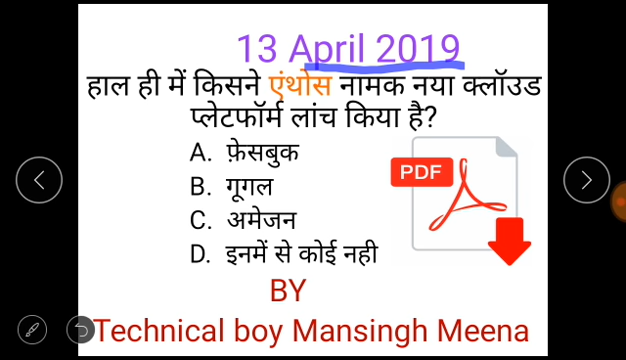 13 April 2019
हाल ही में किसने एंथोस नामक नया क्लॉउड
प्लेटफॉर्म लांच किया है?
A. फ़ेसबुक
B. गूगल
C. अमेजन
D. इनमें से कोई नही
PDF
BY
Technical boy Mansingh Meena